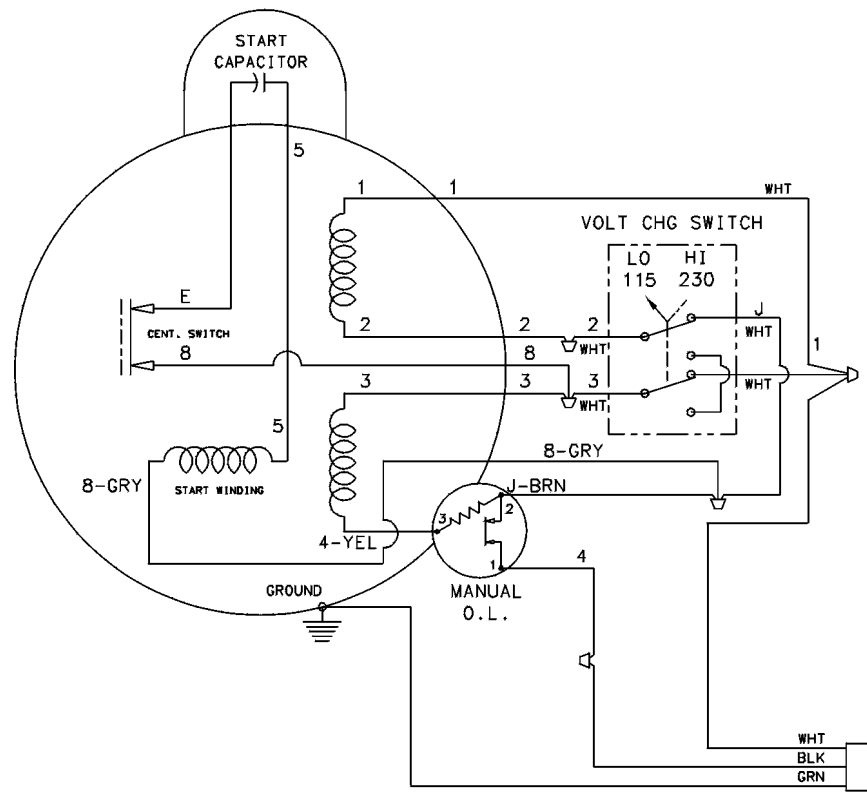 START
CAPACITOR
5
1
1
WHT
VOLT CHG SWITCH
LO
HI
115
230
E
J
CENT. SWITCH
2
2
2
WHT
WHT
8
8
1
3
3
3
WHT
WHT
5
8-GRY
8-GRY
START WINDING
J-BRN
3
2
4-YEL
1
4
GROUND
MANUAL
O.L.
WHT
BLK
GRN